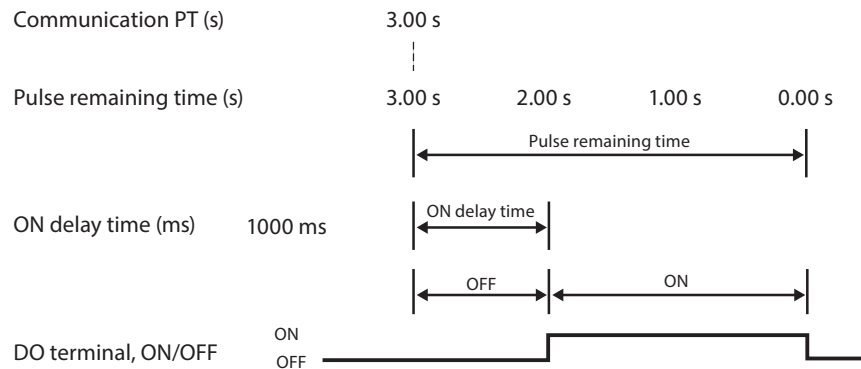 Communication PT (s) 3.00 s
Pulse remaining time (s) 3.00 s 2.00 s 1.00 s 0.00 s
Pulse remaining time
ON delay time (ms) 1000 ms ON delay time
OFF ON
DO terminal, ON/OFF ON
OFF